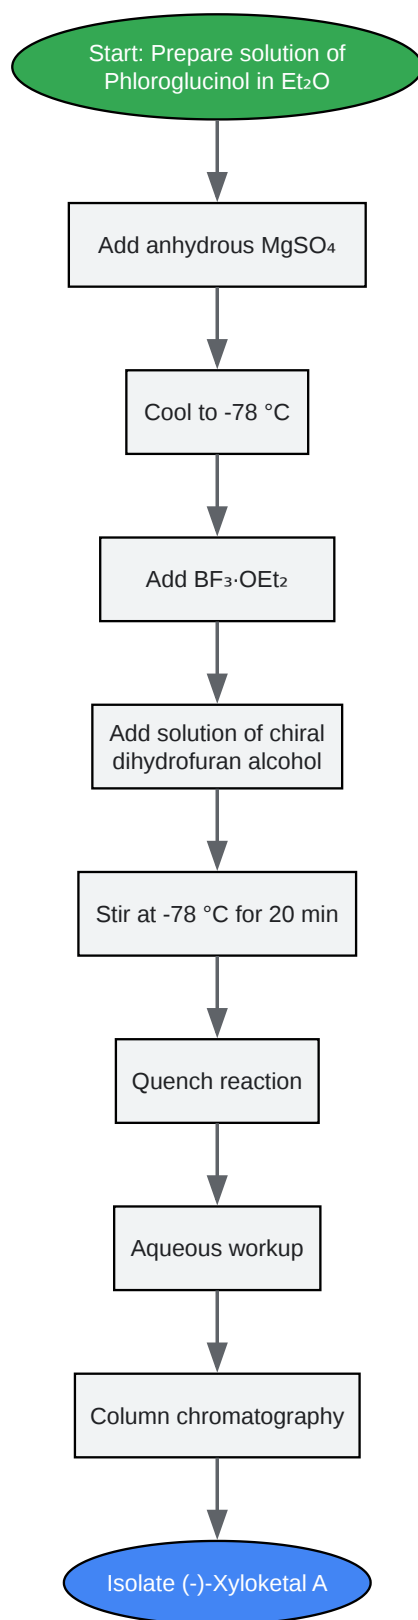 Start: Prepare solution of
Phloroglucinol in Et₂O
Add anhydrous MgSO₄
Cool to -78 °C
Add BF₃·OEt₂
Add solution of chiral
dihydrofuran alcohol
Stir at -78 °C for 20 min
Quench reaction
Aqueous workup
Column chromatography
Isolate (-)-Xyloketal A